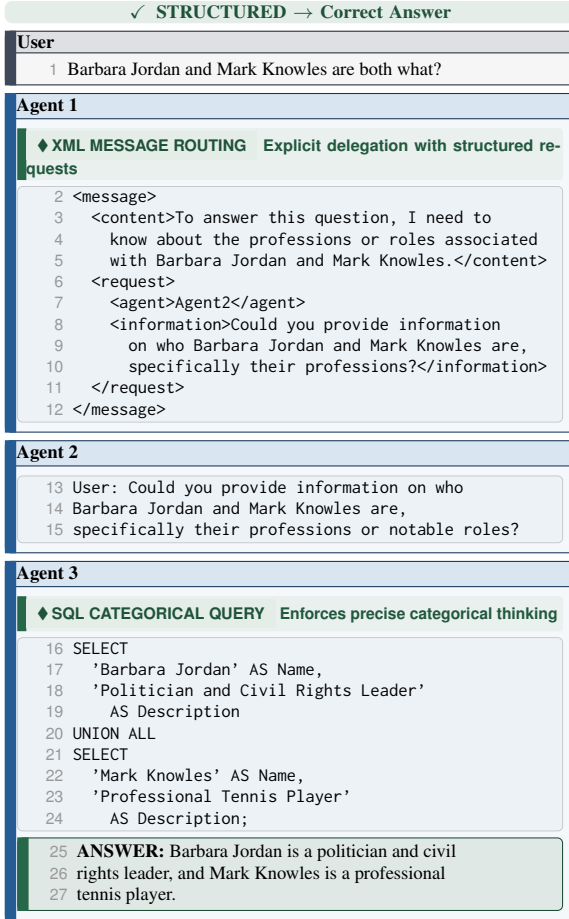 ✓ STRUCTURED → Correct Answer
User
1 Barbara Jordan and Mark Knowles are both what?
Agent 1
♦ XML MESSAGE ROUTING Explicit delegation with structured re-
quests
2 <message>
3 <content>To answer this question, I need to
4 know about the professions or roles associated
5 with Barbara Jordan and Mark Knowles.</content>
6 <request>
7 <agent>Agent2</agent>
8 <information>Could you provide information
9 on who Barbara Jordan and Mark Knowles are,
10 specifically their professions?</information>
11 </request>
12 </message>
Agent 2
13 User: Could you provide information on who
14 Barbara Jordan and Mark Knowles are,
15 specifically their professions or notable roles?
Agent 3
♦ SQL CATEGORICAL QUERY Enforces precise categorical thinking
16 SELECT
17 'Barbara Jordan' AS Name,
18 'Politician and Civil Rights Leader'
19 AS Description
20 UNION ALL
21 SELECT
22 'Mark Knowles' AS Name,
23 'Professional Tennis Player'
24 AS Description;
25 ANSWER: Barbara Jordan is a politician and civil
26 rights leader, and Mark Knowles is a professional
27 tennis player.